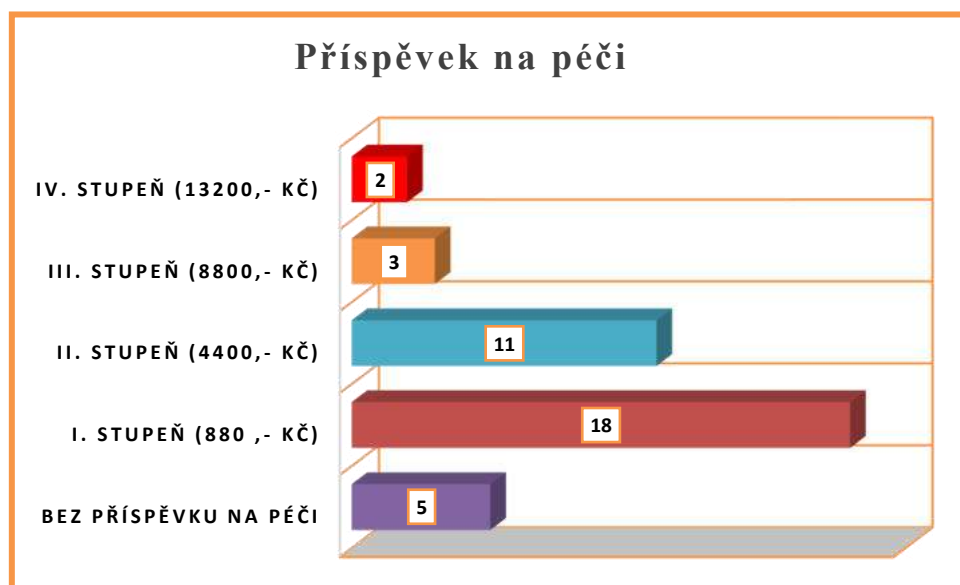 Příspěvek na péči
IV. STUPEŇ (13200,- KČ)
2
III. STUPEŇ (8800,- KČ)
3
II. STUPEŇ (4400,- KČ)
11
I. STUPEŇ (880 ,- KČ)
18
BEZ PŘÍSPĚVKU NA PÉČI
5